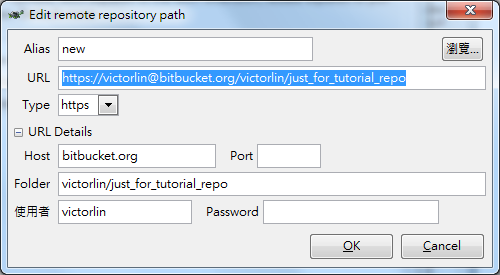 Edit remote repository path
Alias new 瀏覽...
URL https://victorlin@bitbucket.org/victorlin/just_for_tutorial_repo
Type https
URL Details
Host bitbucket.org Port
Folder victorlin/just_for_tutorial_repo
使用者 victorlin Password
OK Cancel